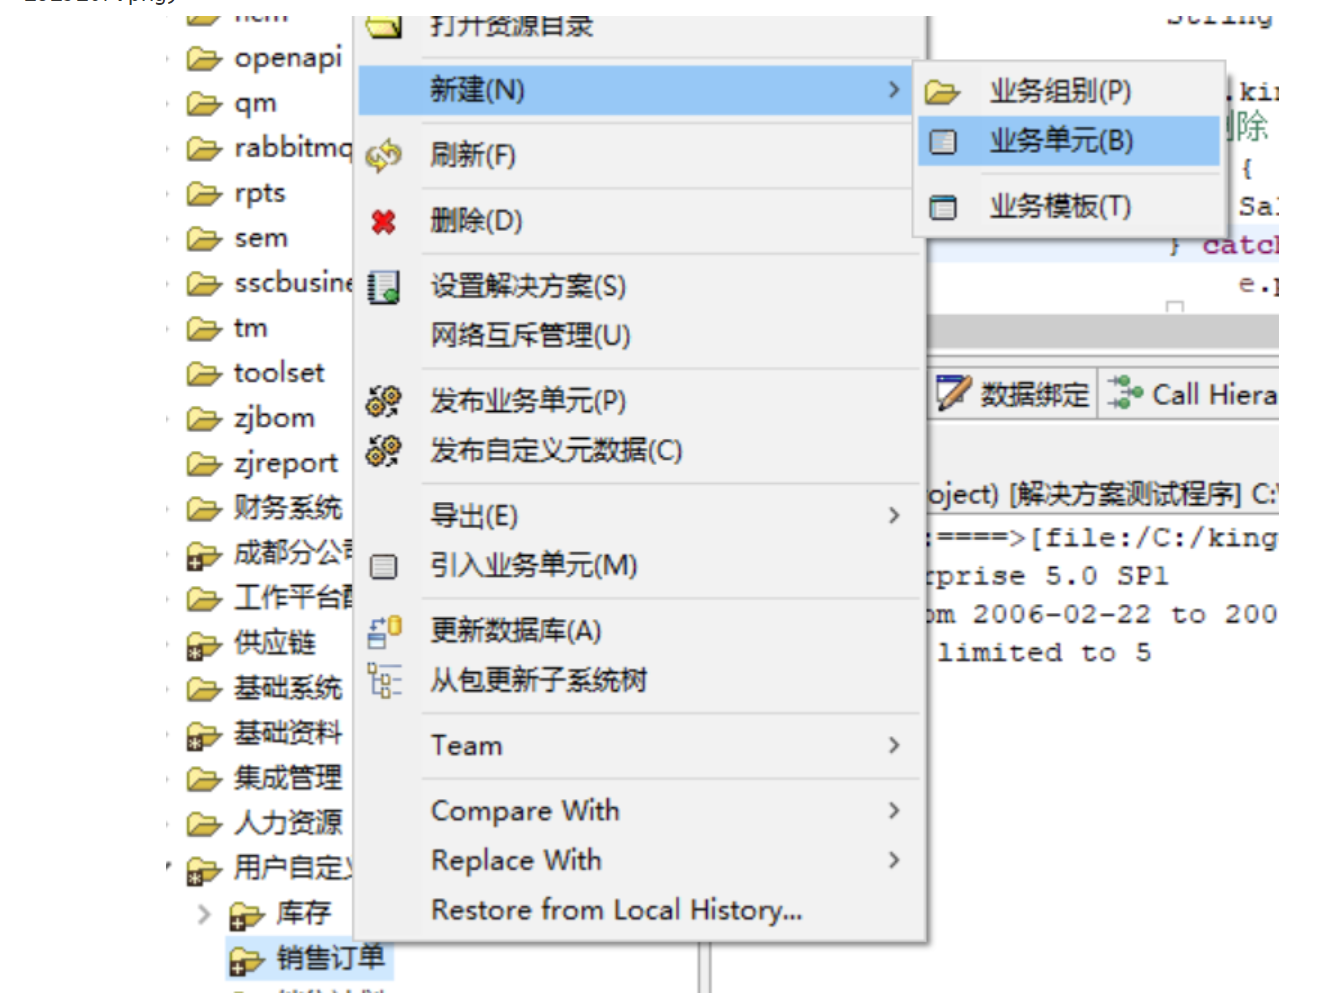 打开资源目录
新建(N)
刷新(F)
删除(D)
设置解决方案(S)
网络互斥管理(U)
发布业务单元(P)
发布自定义元数据(C)
导出(E)
引入业务单元(M)
更新数据库(A)
从包更新子系统树
Team
Compare With
Replace With
Restore from Local History...
业务组别(P)
业务单元(B)
业务模板(T)
openapi
qm
rabbitmq
rpts
sem
sscbusine
tm
toolset
zjbom
zjreport
财务系统
成都分公司
工作平台
供应链
基础系统
基础资料
集成管理
人力资源
用户自定
库存
销售订单
String
.kin
除
{
Sal
} catch
e.p
数据绑定
Call Hiera
oject) [解决方案测试程序] C:\
:====>[file:/C:/king
rprise 5.0 SP1
om 2006-02-22 to 200
limited to 5